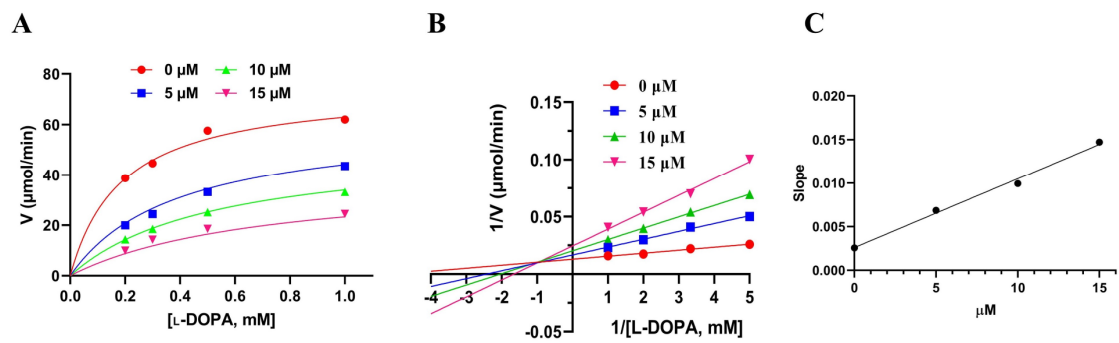 A
B
C
0 µM
10 µM
5 µM
15 µM
80
60
40
20
0
0.0
0.2
0.4
0.6
0.8
1.0
V (µmol/min)
[L-DOPA, mM]
0 µM
5 µM
10 µM
15 µM
0.15
0.10
0.05
-0.05
-4
-3
-2
-1
1
2
3
4
5
1/V (µmol/min)
1/[L-DOPA, mM]
0.020
0.015
0.010
0.005
0.000
0
5
10
15
Slope
µM